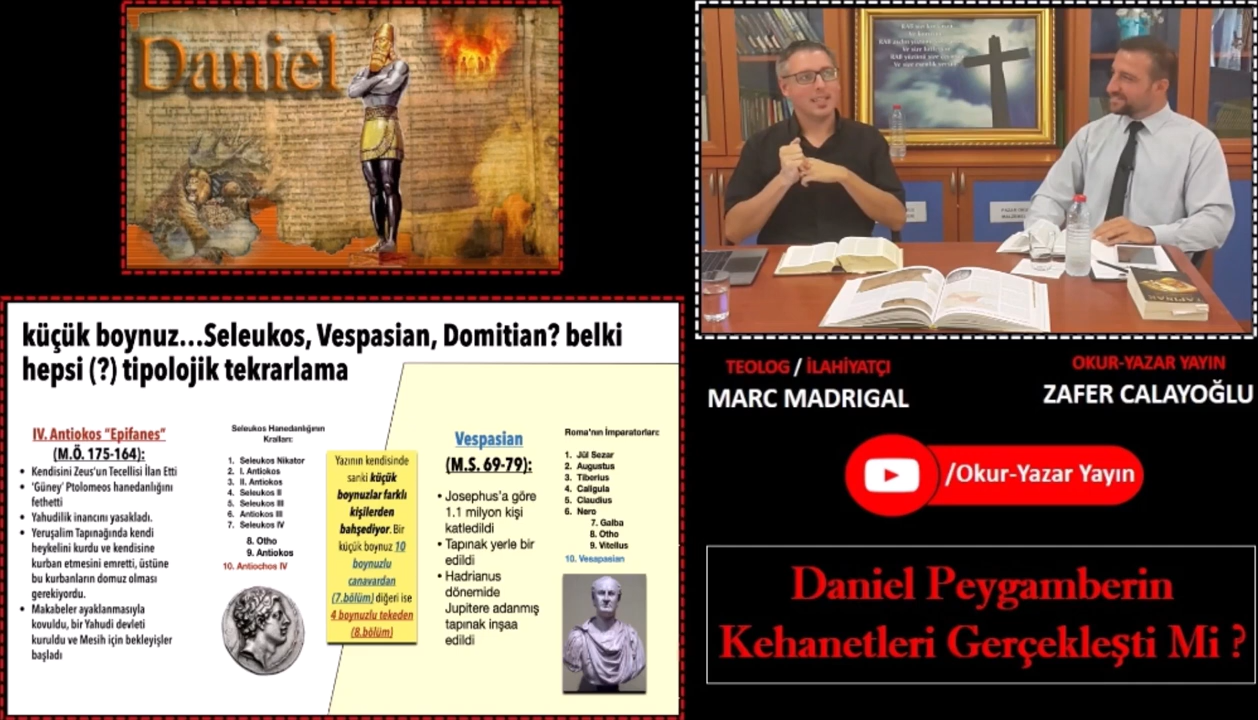 Daniel
RAB
küçük boynuz...Seleukos, Vespasian, Domitian? belki
hepsi (?) tipolojik tekrarlama
IV. Antiokos “Epifanes”
(M.Ö. 175-164):
• Kendisini Zeus'un Tecellisi İlan Etti
• 'Güney' Ptolomeos hanedanlığını
fethetti
• Yahudilik inancını yasakladı.
• Yeruşalim Tapınağında kendi
heykelini kurdu ve kendisine
kurban etmesini emretti, üstüne
bu kurbanların domuz olması
gerekiyordu.
• Makabeler ayaklanmasıyla
kovuldu, bir Yahudi devleti
kuruldu ve Mesih için bekleyişler
başladı
Seleukos Hanedanlığının
Kralları:
1. Seleukos Nikator
2. I. Antiokos
3. II. Antiokos
4. Seleukos II
5. Seleukos III
6. Antiokos III
7. Seleukos IV
8. Otho
9. Antiokos
10. Antiochos IV
Yazının kendisinde
sanki küçük
boynuzlar farklı
kişilerden
bahsediyor. Bir
küçük boynuz 10
boynuzlu
canavardan
(7.bölüm) diğeri ise
4 boynuzlu tekeden
(8.bölüm)
Vespasian
(M.S. 69-79):
• Josephus'a göre
1.1 milyon kişi
katledildi
• Tapınak yerle bir
edildi
• Hadrianus
dönemide
Jupitere adanmış
tapınak inşaa
edildi
Roma'nın İmparatorları:
1. Jül Sezar
2. Augustus
3. Tiberius
4. Caligula
5. Claudius
6. Nero
7. Galba
8. Otho
9. Vitellus
10. Vesapasian
TEOLOG / İLAHİYATÇI
MARC MADRIGAL
OKUR-YAZAR YAYIN
ZAFER CALAYOĞLU
/Okur-Yazar Yayın
Daniel Peygamberin
Kehanetleri Gerçekleşti Mi ?